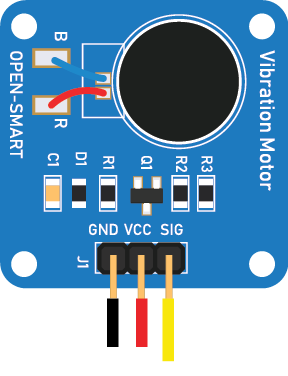 B
OPEN-SMART
R
Vibration Motor
C1 D1 R1 Q1 R2 R3
GND VCC SIG
J1